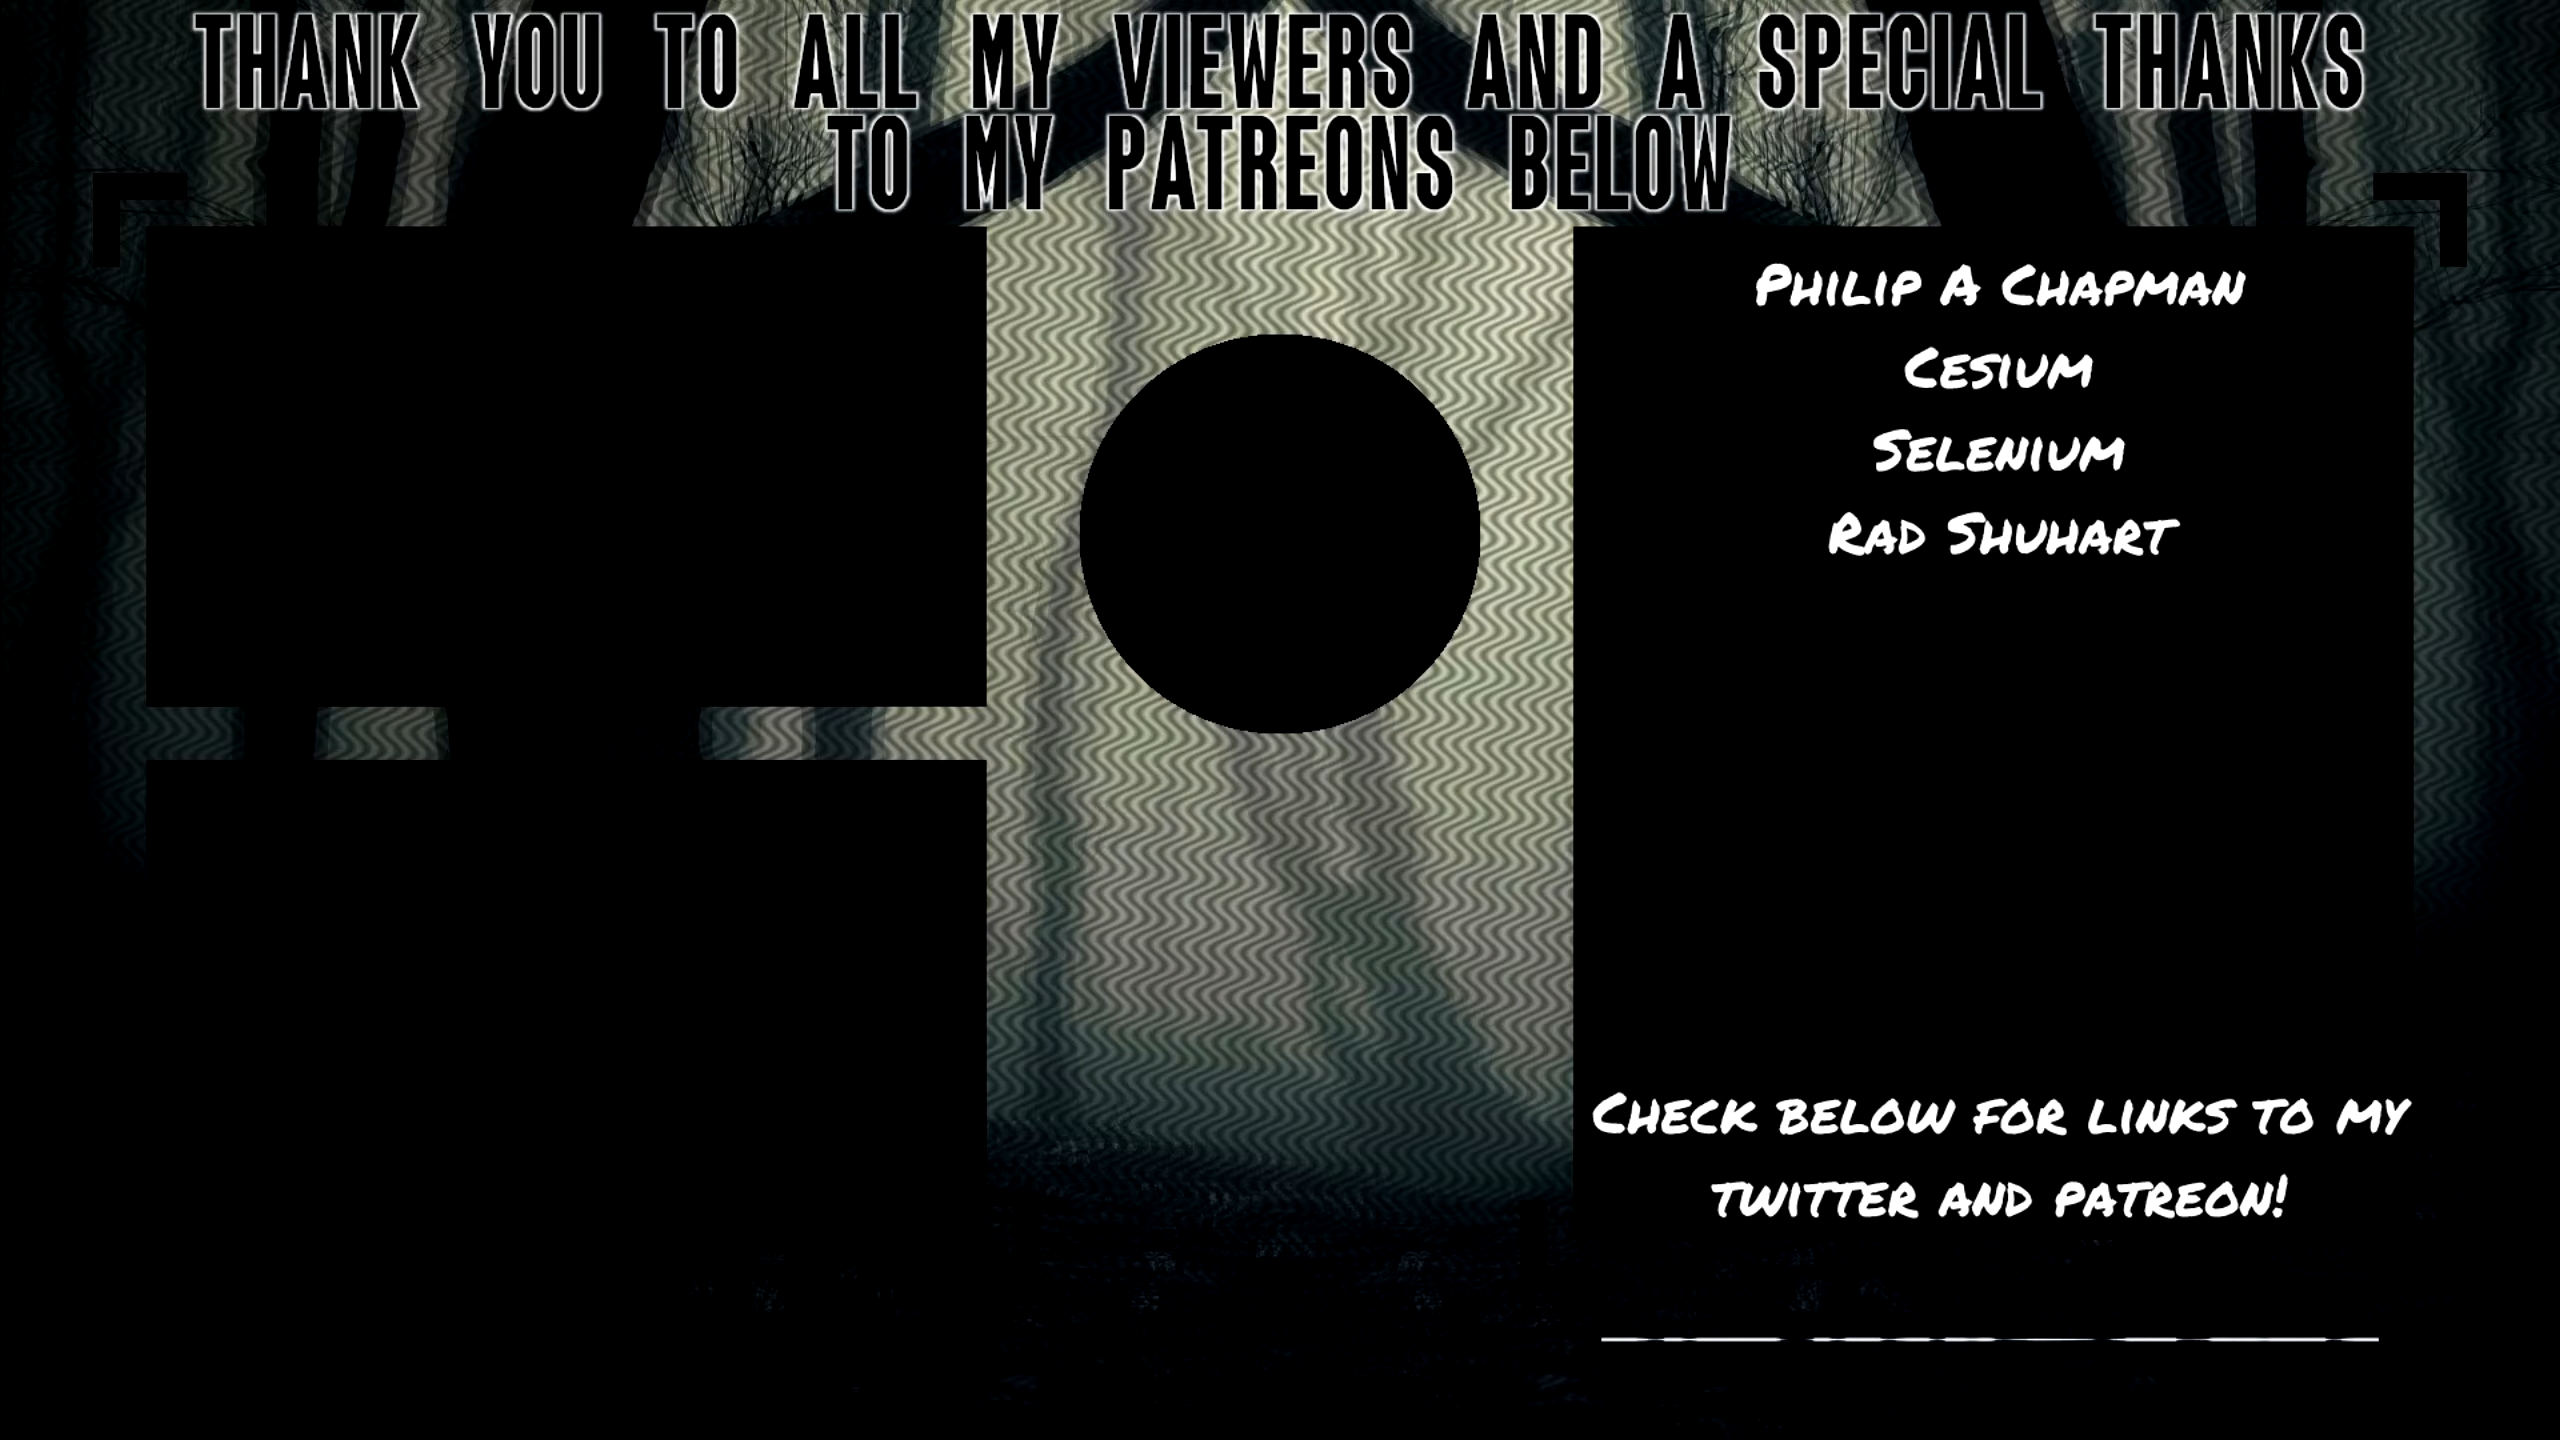 THANK YOU TO ALL MY VIEWERS AND A SPECIAL THANKS
TO MY PATREONS BELOW
PHILIP A CHAPMAN
CESIUM
SELENIUM
RAD SHUHART
CHECK BELOW FOR LINKS TO MY
TWITTER AND PATREON!